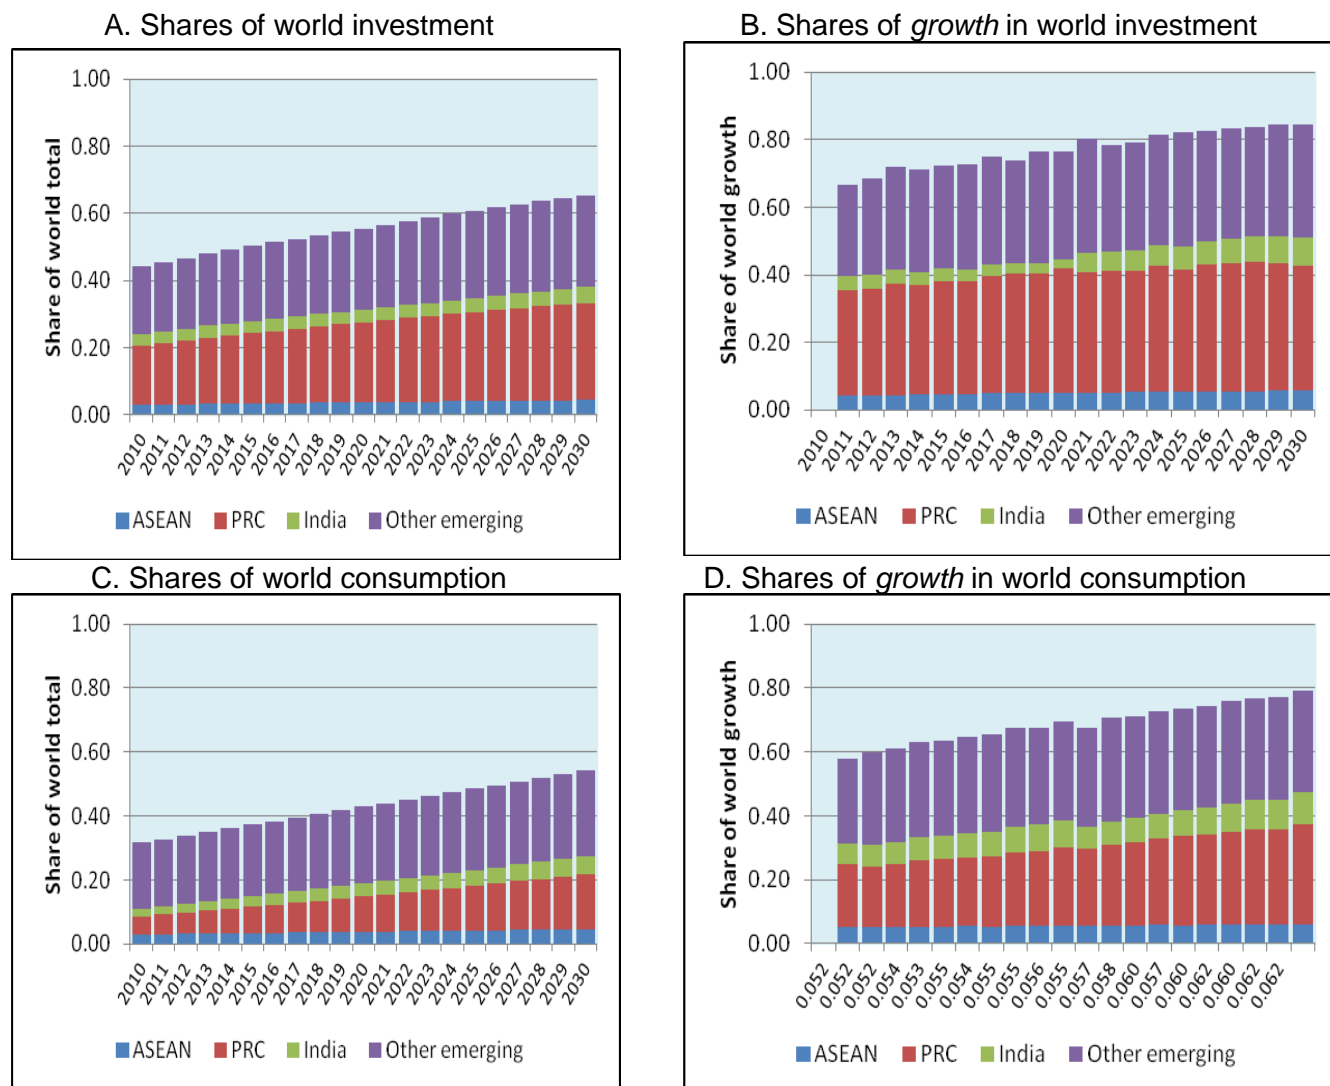 A. Shares of world investment
Share of world total
1.00
0.80
0.60
0.40
0.20
0.00
2010 2011 2012 2013 2014 2015 2016 2017 2018 2019 2020 2021 2022 2023 2024 2025 2026 2027 2028 2029 2030
ASEAN PRC India Other emerging
B. Shares of growth in world investment
Share of world growth
1.00
0.80
0.60
0.40
0.20
0.00
2010 2011 2012 2013 2014 2015 2016 2017 2018 2019 2020 2021 2022 2023 2024 2025 2026 2027 2028 2029 2030
ASEAN PRC India Other emerging
C. Shares of world consumption
Share of world total
1.00
0.80
0.60
0.40
0.20
0.00
2010 2011 2012 2013 2014 2015 2016 2017 2018 2019 2020 2021 2022 2023 2024 2025 2026 2027 2028 2029 2030
ASEAN PRC India Other emerging
D. Shares of growth in world consumption
Share of world growth
1.00
0.80
0.60
0.40
0.20
0.00
0.052 0.052 0.052 0.054 0.053 0.055 0.054 0.055 0.055 0.056 0.055 0.057 0.058 0.060 0.057 0.060 0.062 0.060 0.062 0.062
ASEAN PRC India Other emerging